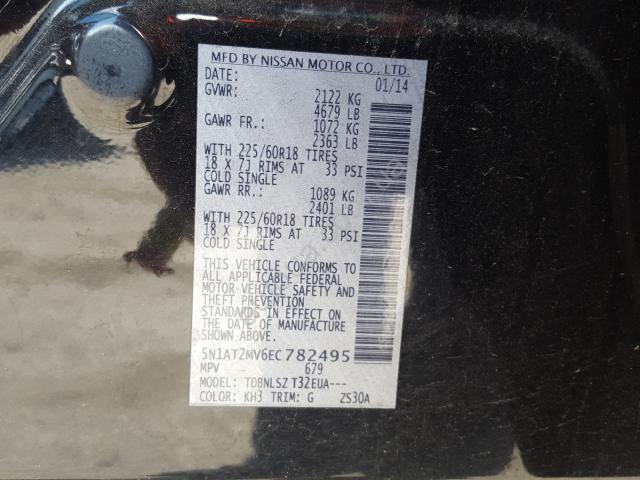 MFD BY NISSAN MOTOR CO., LTD.
DATE: 01/14
GVWR: 2122 KG
4679 LB
GAWR FR.: 1072 KG
2363 LB
WITH 225/60R18 TIRES
18 X 7J RIMS AT 33 PSI
COLD SINGLE
GAWR RR.: 1089 KG
2401 LB
WITH 225/60R18 TIRES
18 X 7J RIMS AT 33 PSI
COLD SINGLE
THIS VEHICLE CONFORMS TO
ALL APPLICABLE FEDERAL
MOTOR VEHICLE SAFETY AND
THEFT PREVENTION
STANDARDS IN EFFECT ON
THE DATE OF MANUFACTURE
SHOWN ABOVE.
5N1AT2MV6EC782495
MPV 679
MODEL: TDBNLSZ T32EUA---
COLOR: KH3 TRIM: G ZS30A